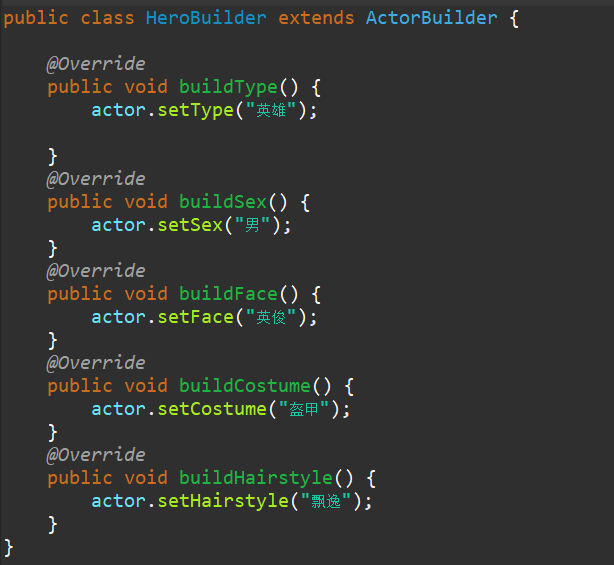 public class HeroBuilder extends ActorBuilder {
@Override
public void buildType() {
actor.setType("英雄");
}
@Override
public void buildSex() {
actor.setSex("男");
}
@Override
public void buildFace() {
actor.setFace("英俊");
}
@Override
public void buildCostume() {
actor.setCostume("盔甲");
}
@Override
public void buildHairstyle() {
actor.setHairstyle("飘逸");
}
}